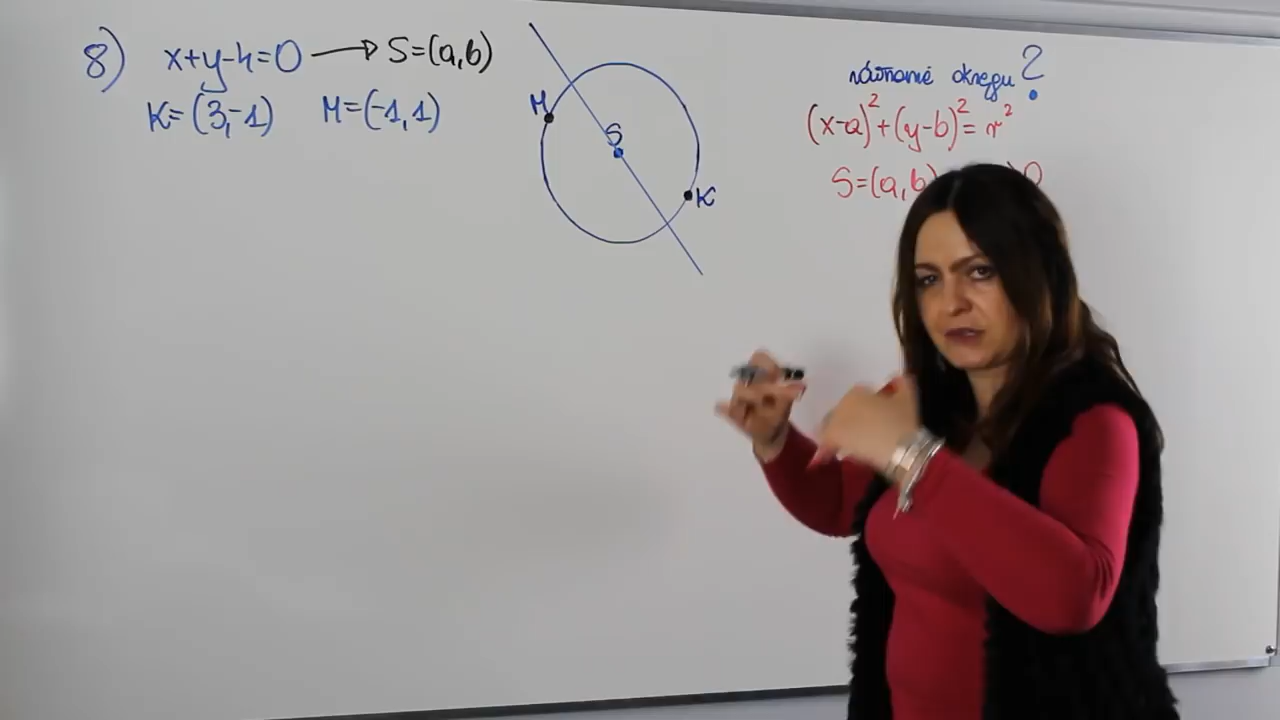 8) x+y-4=0 → S=(a,b)
K=(3,-1) M=(-1,1)
M
S
K
równanie okręgu?
(x-a)²+(y-b)²=r²
S=(a,b)